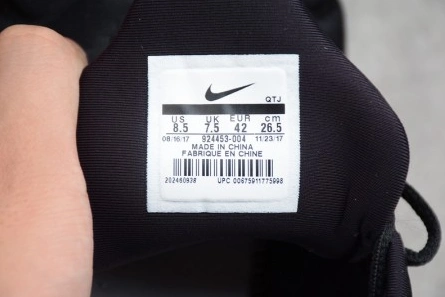 QTJ
US UK EUR cm
8.5 7.5 42 26.5
08/16/17 924453-004 11/23/17
MADE IN CHINA
FABRIQUE EN CHINE
202460938 UPC 00675911775998